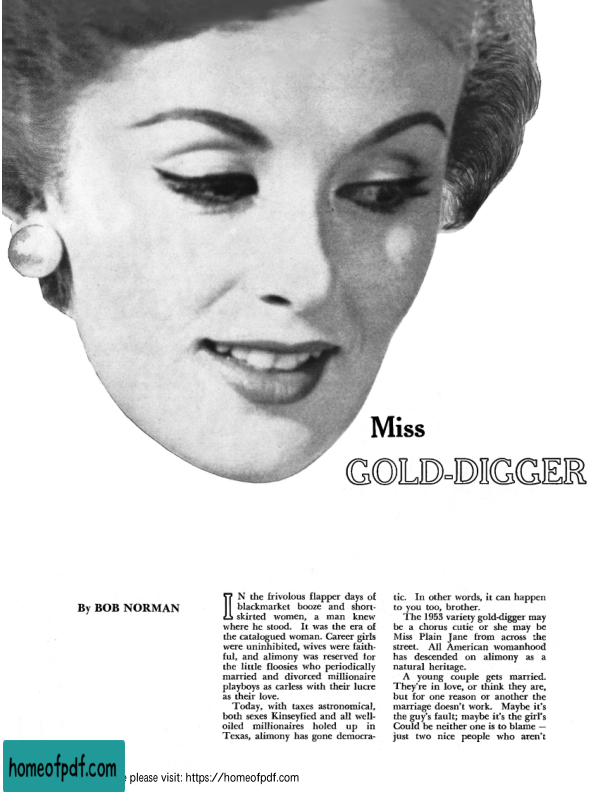 Miss
GOLD-DIGGER
By BOB NORMAN
IN the frivolous flapper days of
blackmarket booze and short-
skirted women, a man knew
where he stood. It was the era of
the catalogued woman. Career girls
were uninhibited, wives were faith-
ful, and alimony was reserved for
the little floosies who periodically
married and divorced millionaire
playboys as carless with their lucre
as their love.
Today, with taxes astronomical,
both sexes Kinseyfied and all well-
oiled millionaires holed up in
Texas, alimony has gone democra-
tic. In other words, it can happen
to you too, brother.
The 1953 variety gold-digger may
be a chorus cutie or she may be
Miss Plain Jane from across the
street. All American womanhood
has descended on alimony as a
natural heritage.
A young couple gets married.
They're in love, or think they are,
but for one reason or another the
marriage doesn't work. Maybe it's
the guy's fault; maybe it's the girl's
Could be neither one is to blame —
just two nice people who aren't
homeofpdf.com
please visit: https://homeofpdf.com